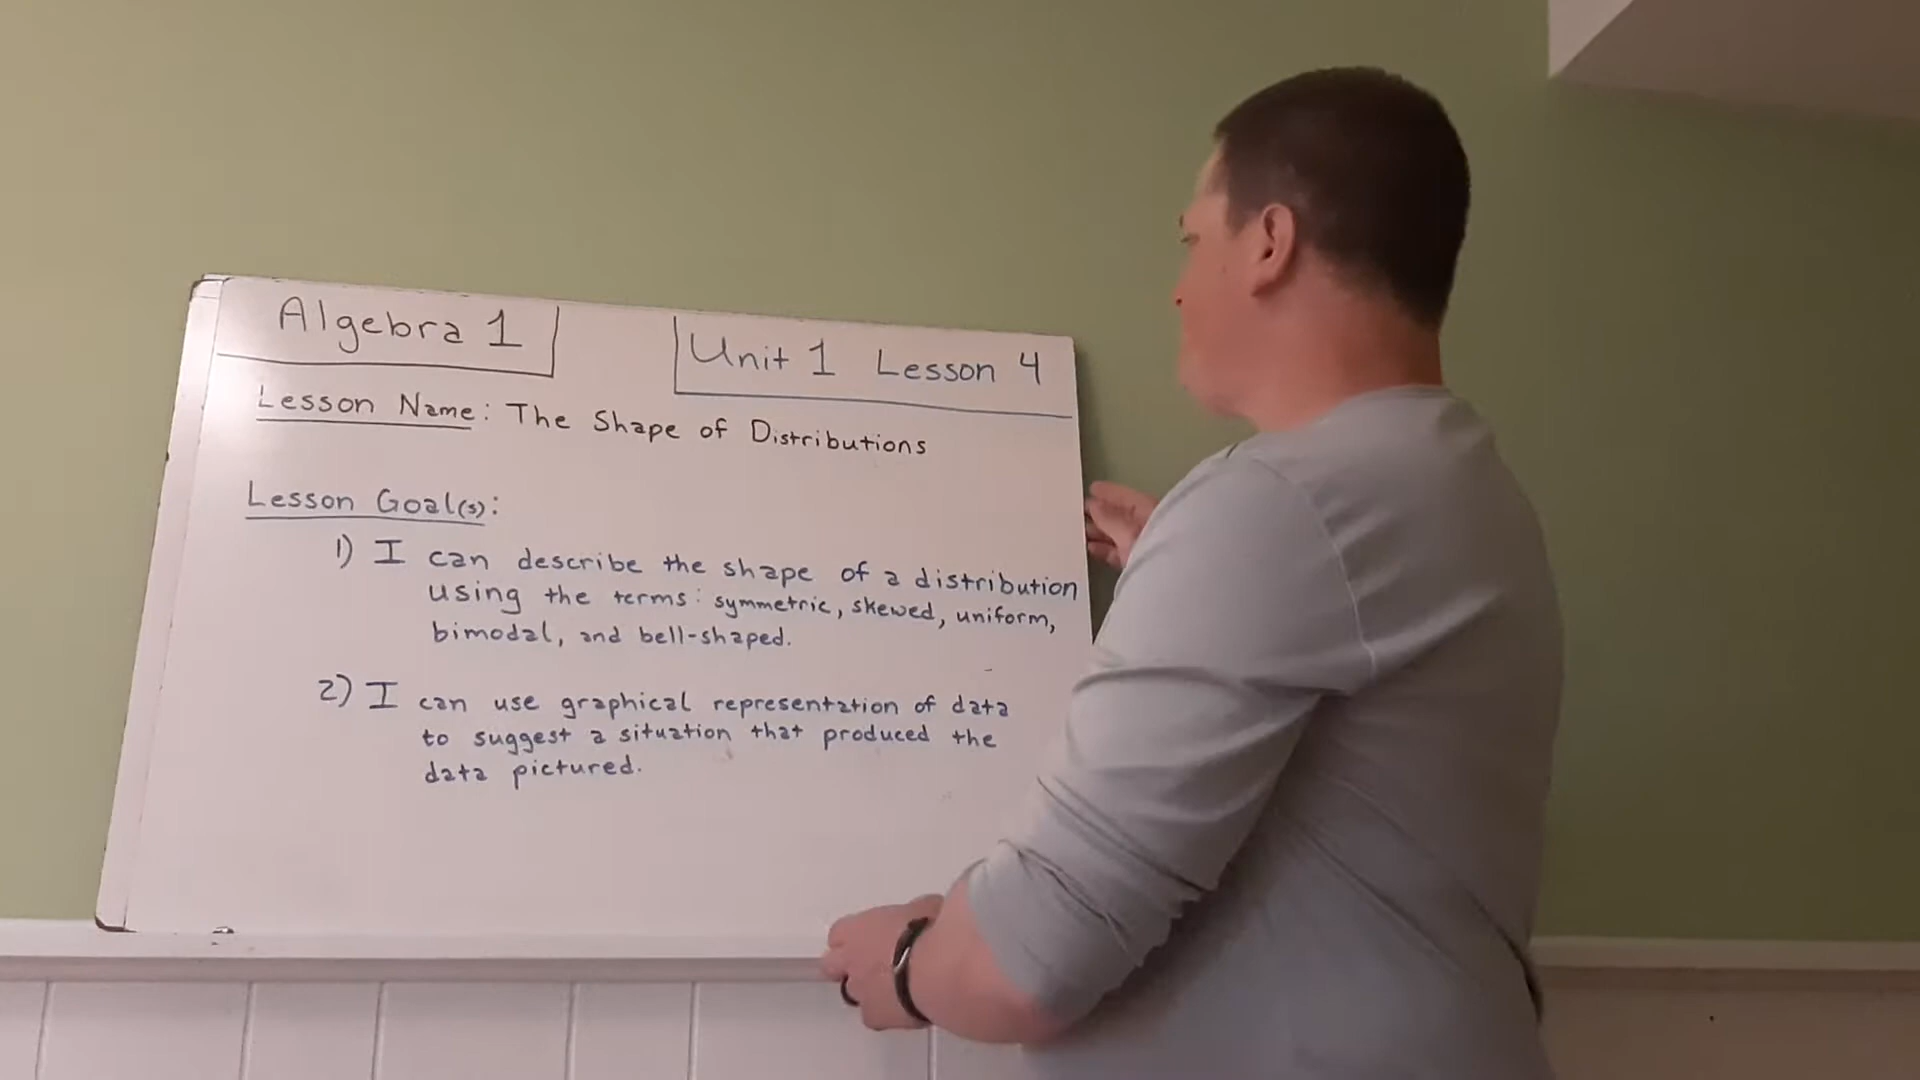 Algebra 1
Unit 1 Lesson 4
Lesson Name: The Shape of Distributions
Lesson Goal(s):
1) I can describe the shape of a distribution
using the terms: symmetric, skewed, uniform,
bimodal, and bell-shaped.
2) I can use graphical representation of data
to suggest a situation that produced the
data pictured.